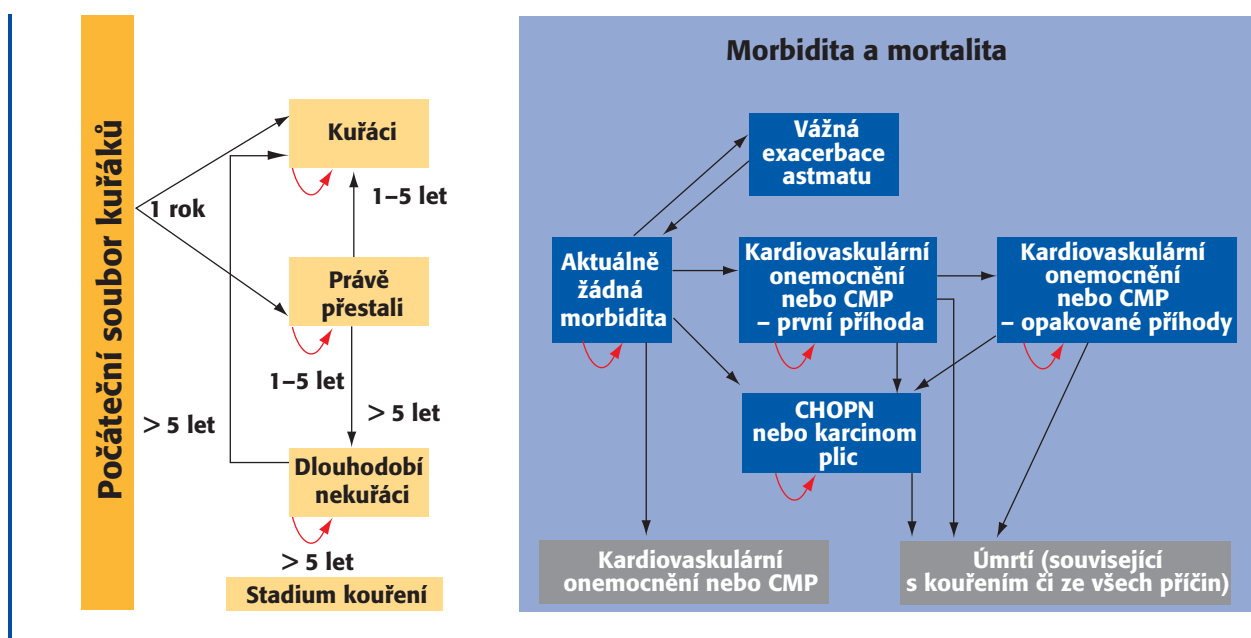 Počáteční soubor kuřáků
Kuřáci
1 rok
1–5 let
Právě
přestali
1–5 let
> 5 let
> 5 let
Dlouhodobí
nekuřáci
> 5 let
Stadium kouření
Morbidita a mortalita
Vážná
exacerbace
astmatu
Aktuálně
žádná
morbidita
Kardiovaskulární
onemocnění
nebo CMP
– první příhoda
Kardiovaskulární
onemocnění
nebo CMP
– opakované příhody
CHOPN
nebo karcinom
plic
Kardiovaskulární
onemocnění nebo CMP
Úmrtí (související
s kouřením či ze všech příčin)